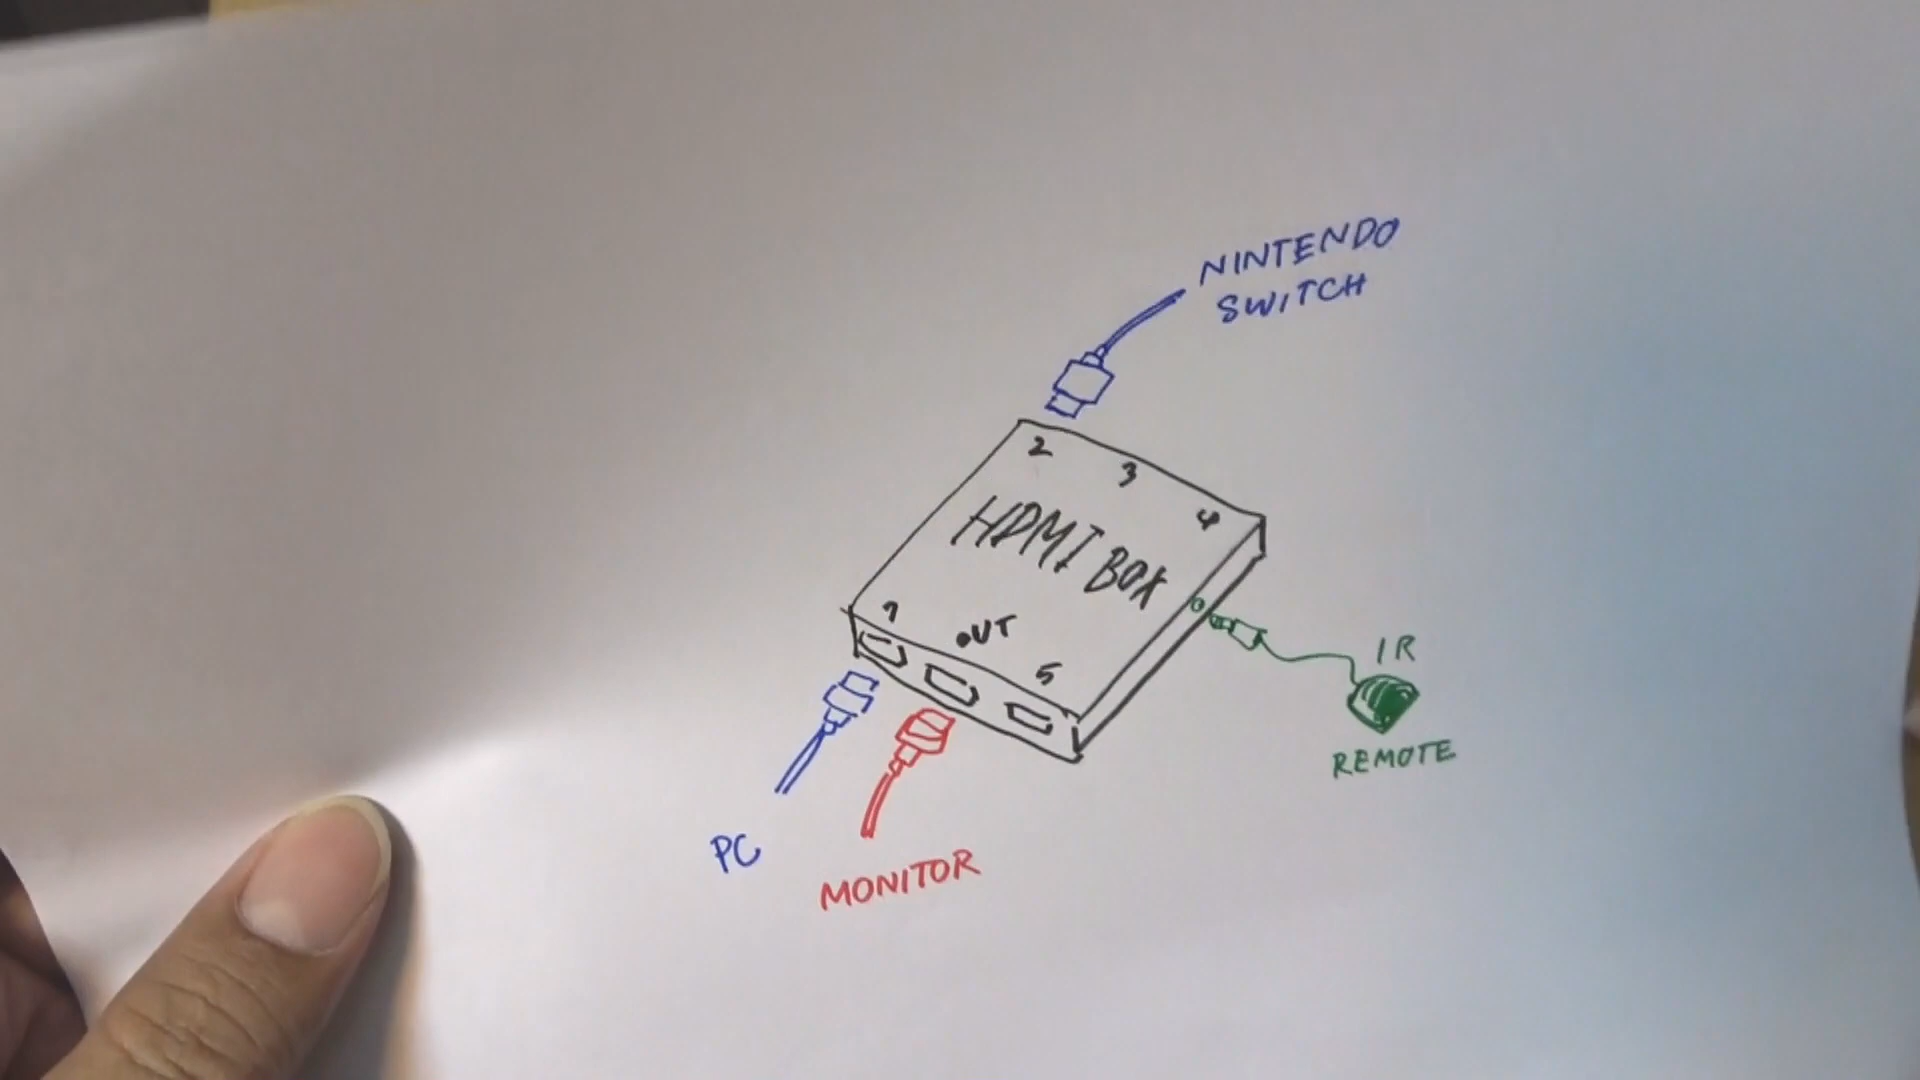 NINTENDO
SWITCH
2 3 4
HDMI BOX
1 OUT 5
IR
REMOTE
PC
MONITOR